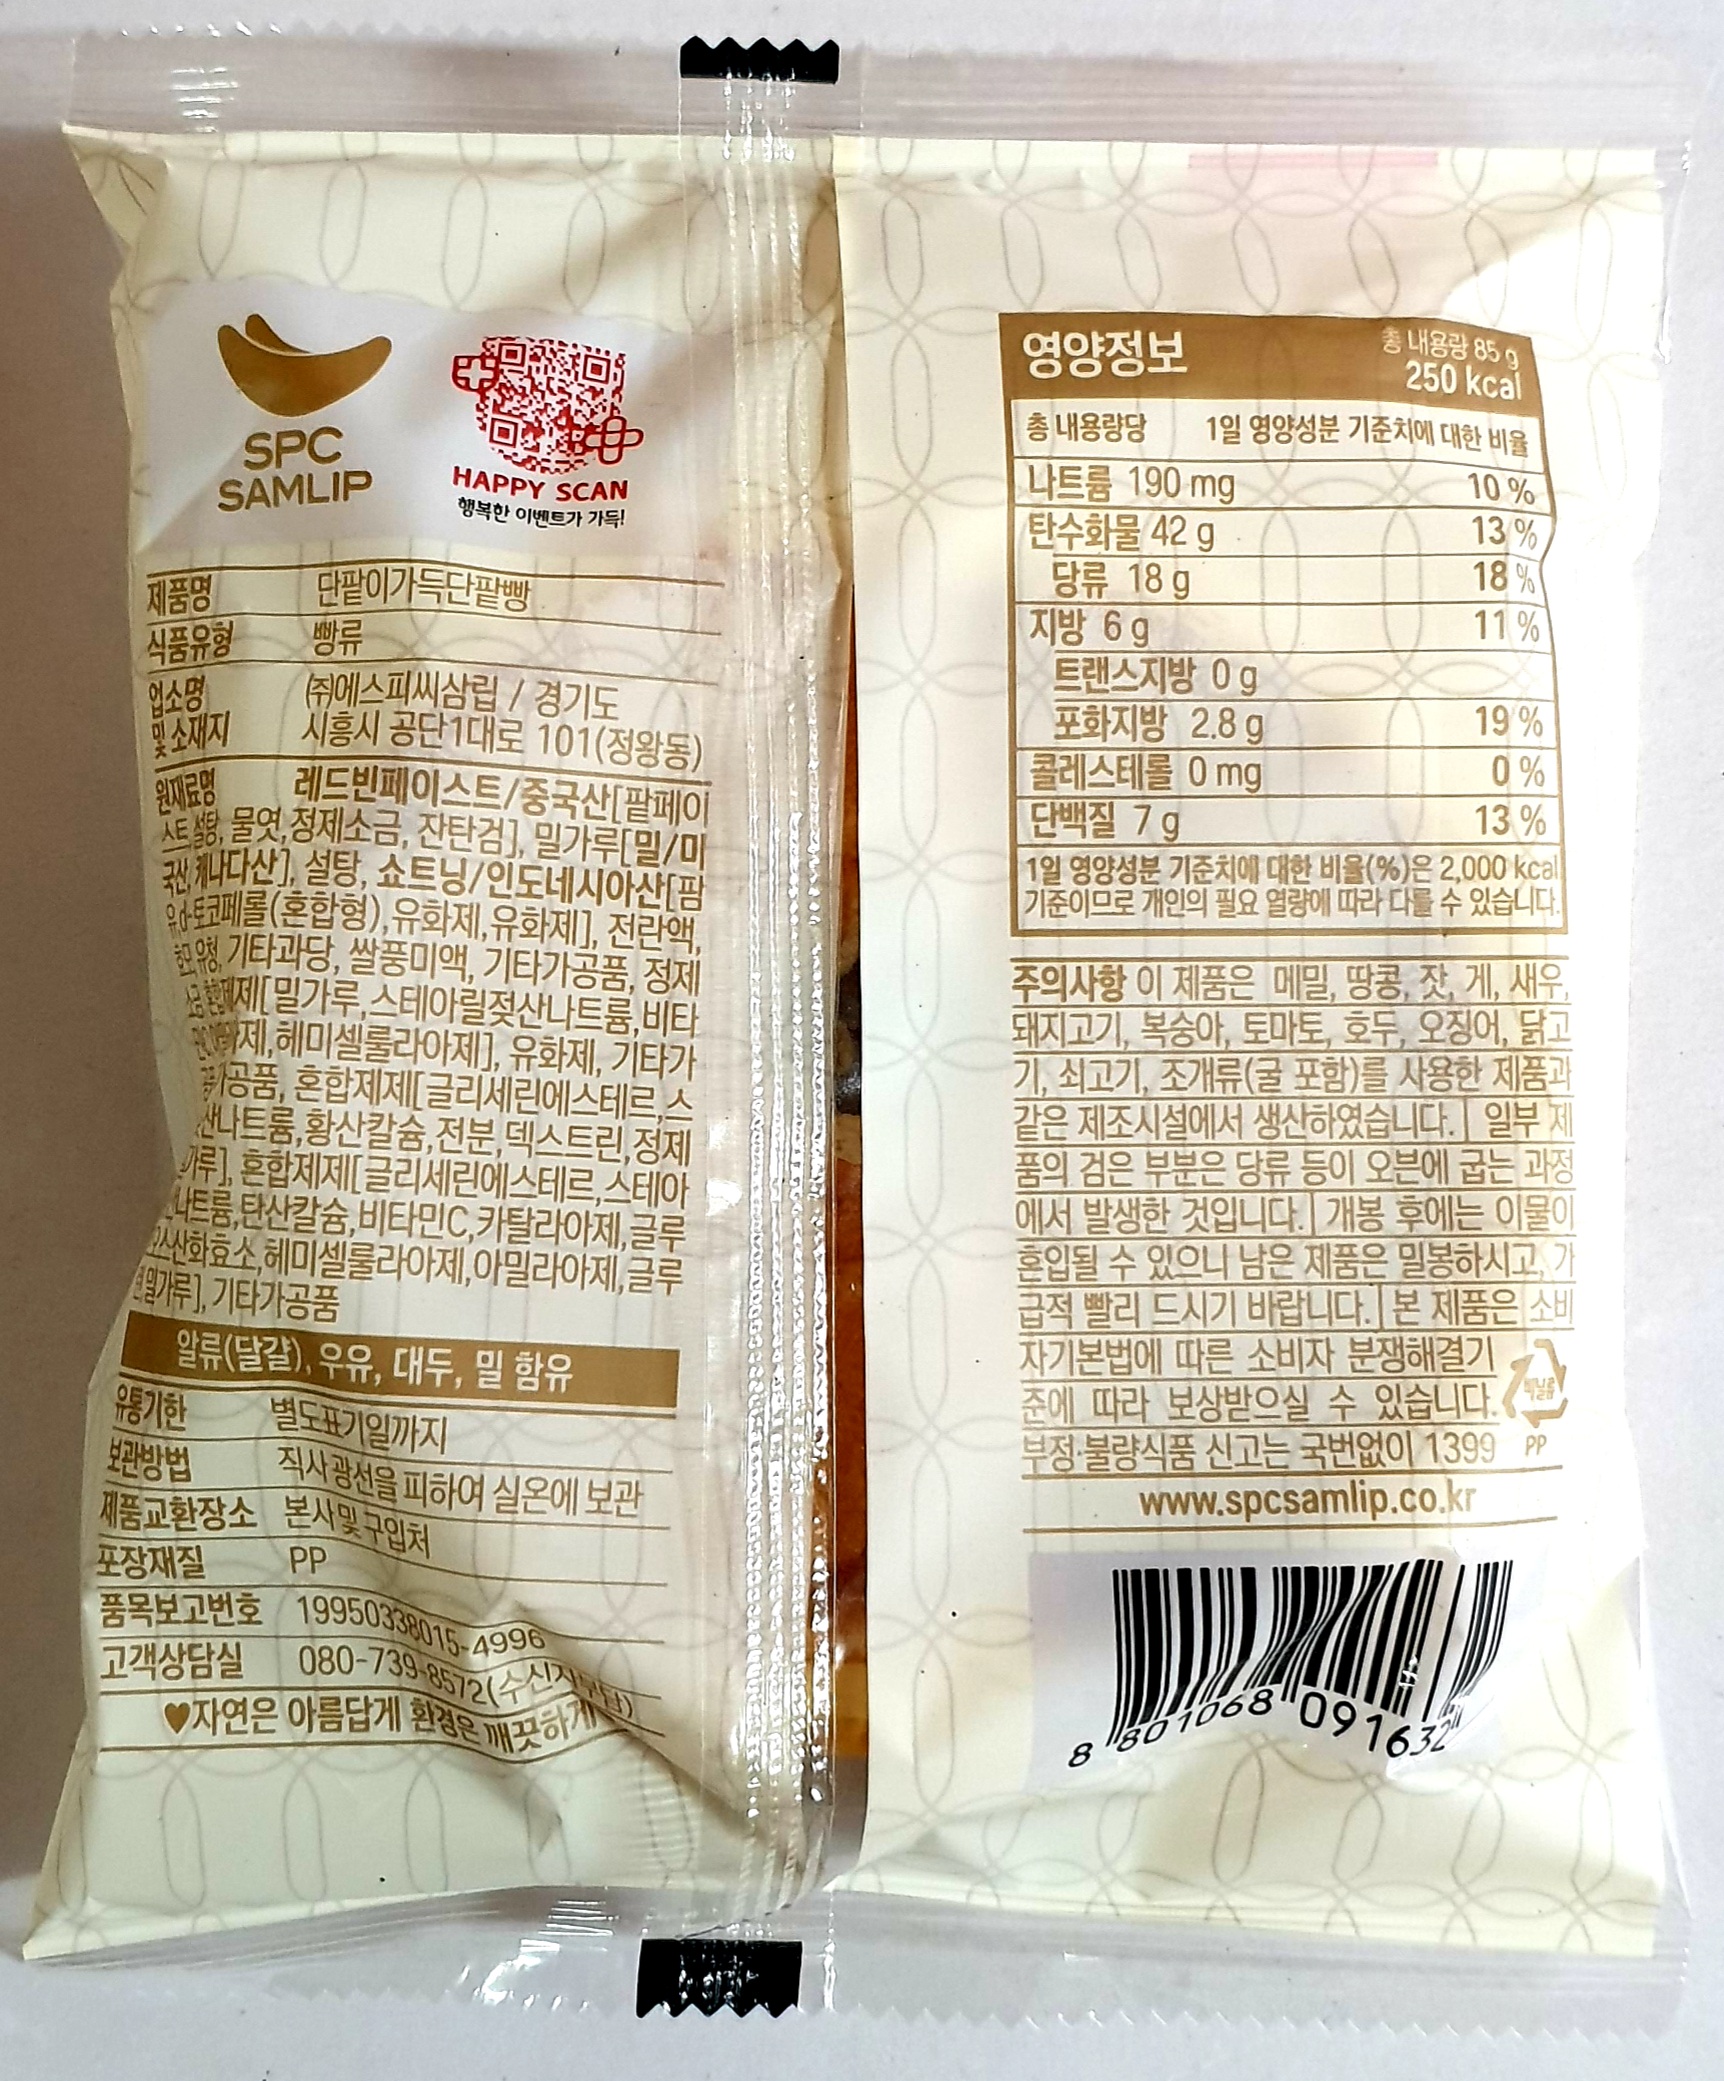 SPC
SAMLIP
HAPPY SCAN
행복한 이벤트가 가득!
제품명 단팥이가득단팥빵
식품유형 빵류
업소명 ㈜에스피씨삼립 / 경기도
및 소재지 시흥시 공단1대로 101(정왕동)
원재료명 레드빈페이스트/중국산[팥페이
스트, 설탕, 물엿, 정제소금, 잔탄검], 밀가루[밀/미
국산, 캐나다산], 설탕, 쇼트닝/인도네시아산[팜
유, d-토코페롤(혼합형), 유화제, 유화제], 전란액,
효모, 유청, 기타과당, 쌀풍미액, 기타가공품, 정제
소금, 혼합제제[밀가루, 스테아릴젖산나트륨, 비타
헤미셀룰라아제], 유화제, 기타가
공품, 혼합제제[글리세린에스테르, 스
산나트륨, 황산칼슘, 전분, 덱스트린, 정제
가루], 혼합제제[글리세린에스테르, 스테아
나트륨, 탄산칼슘, 비타민C, 카탈라아제, 글루
코스산화효소, 헤미셀룰라아제, 아밀라아제, 글루
밀가루], 기타가공품
알류(달걀), 우유, 대두, 밀 함유
유통기한 별도표기일까지
보관방법 직사광선을 피하여 실온에 보관
제품교환장소 본사및구입처
포장재질 PP
품목보고번호 19950338015-4996
고객상담실 080-739-8572(수신자부담)
♥자연은 아름답게 환경은 깨끗하게
영양정보 총 내용량 85 g
250 kcal
총 내용량당 1일 영양성분 기준치에 대한 비율
나트륨 190 mg 10 %
탄수화물 42 g 13 %
당류 18 g 18 %
지방 6 g 11 %
트랜스지방 0 g
포화지방 2.8 g 19 %
콜레스테롤 0 mg 0 %
단백질 7 g 13 %
1일 영양성분 기준치에 대한 비율(%)은 2,000 kcal
기준이므로 개인의 필요 열량에 따라 다를 수 있습니다.
주의사항 이 제품은 메밀, 땅콩, 잣, 게, 새우,
돼지고기, 복숭아, 토마토, 호두, 오징어, 닭고
기, 쇠고기, 조개류(굴 포함)를 사용한 제품과
같은 제조시설에서 생산하였습니다. | 일부 제
품의 검은 부분은 당류 등이 오븐에 굽는 과정
에서 발생한 것입니다. | 개봉 후에는 이물이
혼입될 수 있으니 남은 제품은 밀봉하시고, 가
급적 빨리 드시기 바랍니다. | 본 제품은 소비
자기본법에 따른 소비자 분쟁해결기
준에 따라 보상받으실 수 있습니다.
부정·불량식품 신고는 국번없이 1399
비닐류
PP
www.spcsamlip.co.kr
8 801068 091632